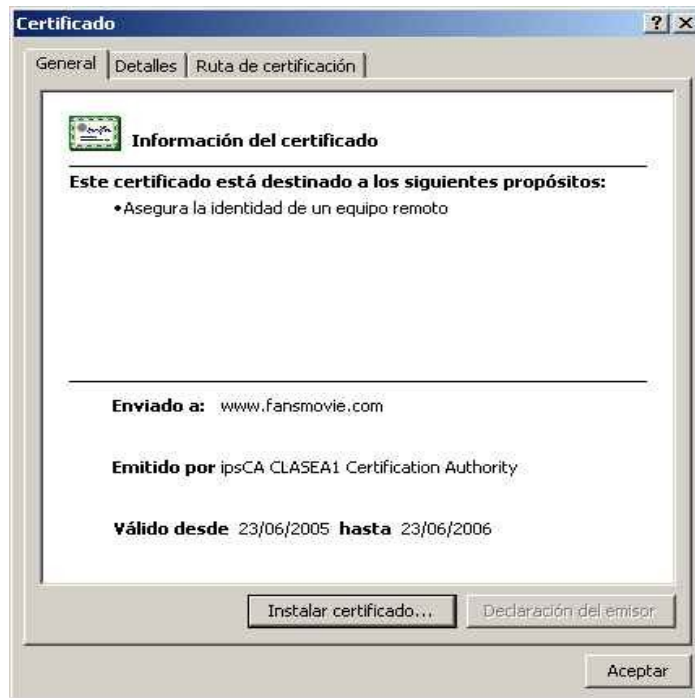 Certificado
General Detalles Ruta de certificación
Información del certificado
Este certificado está destinado a los siguientes propósitos:
•Asegura la identidad de un equipo remoto
Enviado a: www.fansmovie.com
Emitido por ipsCA CLASEA1 Certification Authority
Válido desde 23/06/2005 hasta 23/06/2006
Instalar certificado... Declaración del emisor
Aceptar